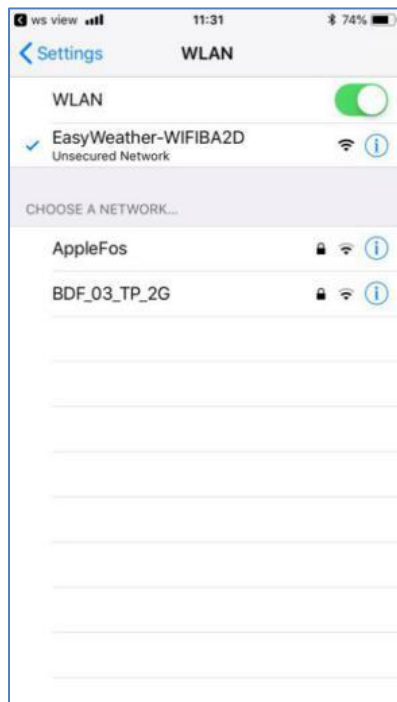 ws view 11:31 74%
Settings WLAN
WLAN
EasyWeather-WIFIBA2D
Unsecured Network
CHOOSE A NETWORK...
AppleFos
BDF_03_TP_2G